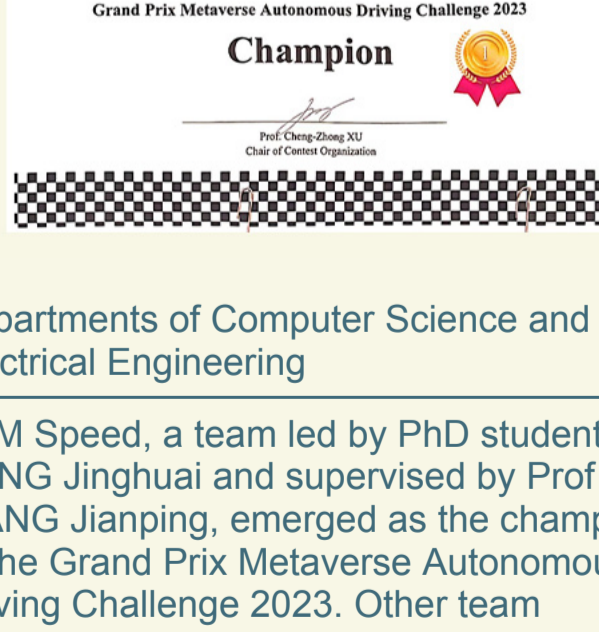 Grand Prix Metaverse Autonomous Driving Challenge 2023
Champion
1
Prof. Cheng-Zhong XU
Chair of Contest Organization
partments of Computer Science and
ctrical Engineering
M Speed, a team led by PhD student
NG Jinghuai and supervised by Prof
ANG Jianping, emerged as the champ
he Grand Prix Metaverse Autonomou
ving Challenge 2023. Other team